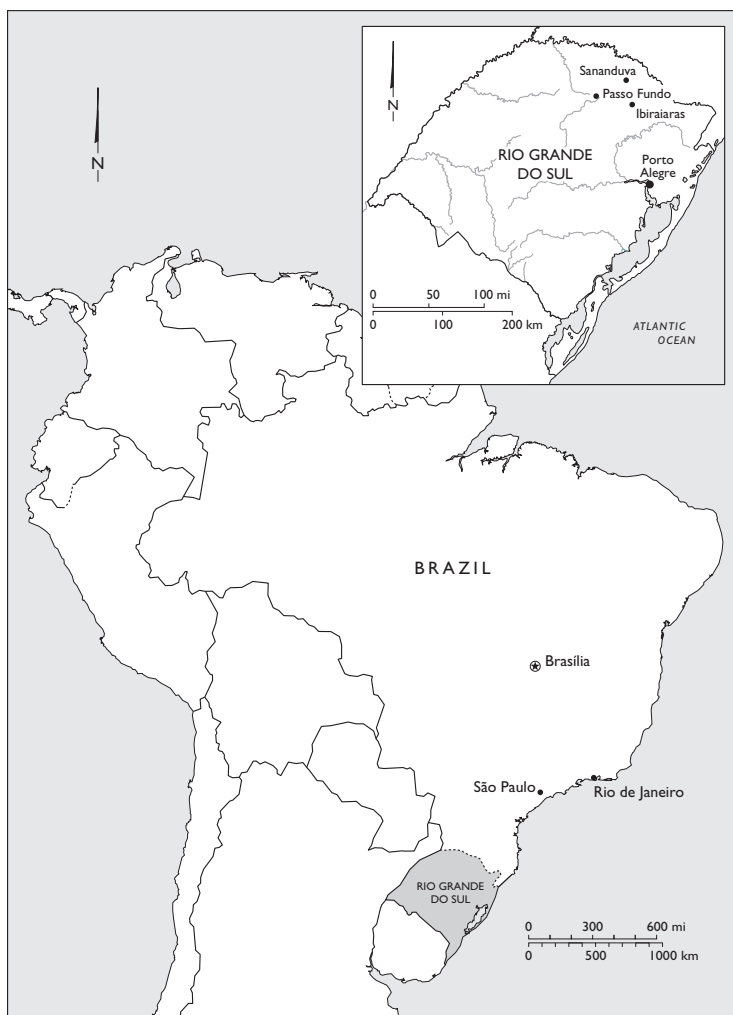 N
N
Sananduva
Passo Fundo
Ibiraiaras
RIO GRANDE
DO SUL
Porto
Alegre
0 50 100 mi
0 100 200 km
ATLANTIC
OCEAN
BRAZIL
Brasília
São Paulo
Rio de Janeiro
RIO GRANDE
DO SUL
0 300 600 mi
0 500 1000 km